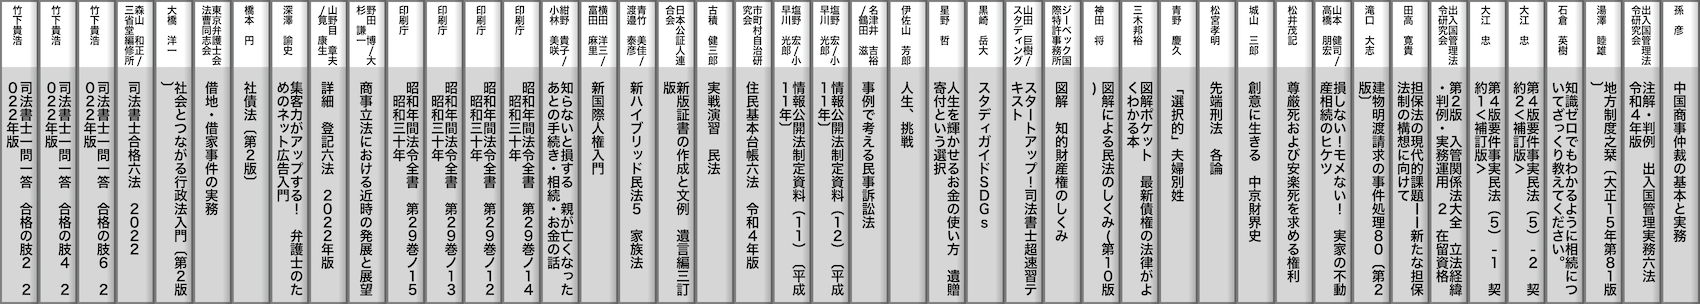 孫 彦
中国商事仲裁の基本と実務
出入国管理法
令研究会
注解・判例 出入国管理実務六法
令和4年版
湯澤 睦雄
地方制度之栞〔大正15年第81版
〕
石倉 英樹
知識ゼロでもわかるように相続につ
いてざっくり教えてください。
大江 忠
第4版要件事実民法(5)-2 契
約2<補訂版>
大江 忠
第4版要件事実民法(5)-1 契
約1<補訂版>
出入国管理法
令研究会
第2版 入管関係法大全 立法経緯
・判例・実務運用 2 在留資格
田高 寛貴
担保法の現代的課題ーー新たな担保
法制の構想に向けて
滝口 大志
建物明渡請求の事件処理80〔第2
版〕
山本 健司/
高橋 朋宏/
損しない!モメない! 実家の不動
産相続のヒケツ
松井茂記
尊厳死および安楽死を求める権利
城山 三郎
創意に生きる 中京財界史
松宮孝明
先端刑法 各論
青野 慶久
「選択的」夫婦別姓
三木邦裕
図解ポケット 最新債権の法律がよ
くわかる本
神田 将
図解による民法のしくみ(第10版
)
ジーベック国
際特許事務所
図解 知的財産権のしくみ
山田 巨樹/
スタディング
スタートアップ!司法書士超速習テ
キスト
黒崎 岳大
スタディガイドSDGs
星野 哲
人生を輝かせるお金の使い方 遺贈
寄付という選択
伊佐山 芳郎
人生、挑戦
名津井 吉裕
/鶴田 滋
事例で考える民事訴訟法
塩野 宏/小
早川 光郎
情報公開法制定資料(12)〔平成
11年〕
塩野 宏/小
早川 光郎
情報公開法制定資料(11)〔平成
11年〕
市町村自治研
究会
住民基本台帳六法 令和4年版
古積 健三郎
実戦演習 民法
日本公証人連
合会
新版証書の作成と文例 遺言編三訂
版
青竹 美佳/
渡邉 泰彦
新ハイブリッド民法5 家族法
横田 洋三/
富田 麻里
新国際人権入門
紺野 貴子/
小林 美咲
知らないと損する 親が亡くなった
あとの手続き・相続・お金の話
印刷庁
昭和年間法令全書 第29巻ノ14
昭和三十年
印刷庁
昭和年間法令全書 第29巻ノ12
昭和三十年
印刷庁
昭和年間法令全書 第29巻ノ13
昭和三十年
印刷庁
昭和年間法令全書 第29巻ノ15
昭和三十年
野田 博/大
杉 謙一
商事立法における近時の発展と展望
山野目 章夫
/筧 康生
詳細 登記六法 2022年版
深澤 諭史
集客力がアップする! 弁護士のた
めのネット広告入門
橋本 円
社債法〔第2版〕
東京弁護士会
法曹同志会
借地・借家事件の実務
大橋 洋一
社会とつながる行政法入門〔第2版
〕
森山 和正/
三省堂編修所
司法書士合格六法 2022
竹下貴浩
司法書士一問一答 合格の肢6 2
022年版
竹下貴浩
司法書士一問一答 合格の肢4 2
022年版
竹下貴浩
司法書士一問一答 合格の肢2 2
022年版